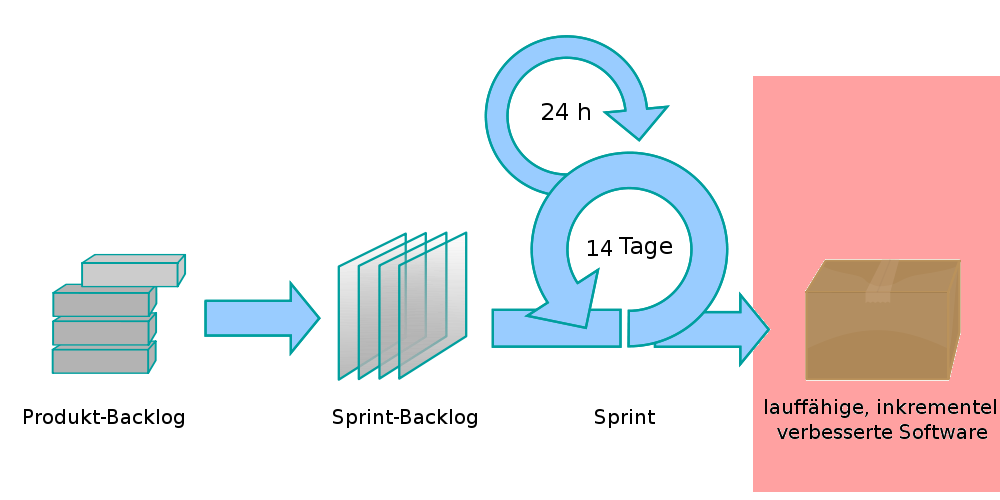 24 h
14 Tage
Produkt-Backlog
Sprint-Backlog
Sprint
lauffähige, inkrementel
verbesserte Software